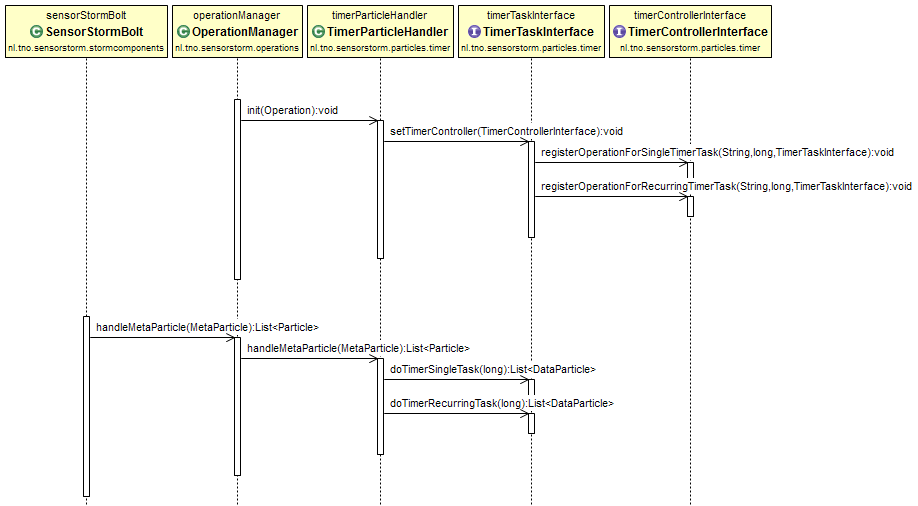 sensorStormBolt
C SensorStormBolt
nl.tno.sensorstorm.stormcomponents
operationManager
C OperationManager
nl.tno.sensorstorm.operations
timerParticleHandler
C TimerParticleHandler
nl.tno.sensorstorm.particles.timer
timerTaskInterface
I TimerTaskInterface
nl.tno.sensorstorm.particles.timer
timerControllerInterface
I TimerControllerInterface
nl.tno.sensorstorm.particles.timer
init(Operation):void
setTimerController(TimerControllerInterface):void
registerOperationForSingleTimerTask(String,long,TimerTaskInterface):void
registerOperationForRecurringTimerTask(String,long,TimerTaskInterface):void
handleMetaParticle(MetaParticle):List<Particle>
handleMetaParticle(MetaParticle):List<Particle>
doTimerSingleTask(long):List<DataParticle>
doTimerRecurringTask(long):List<DataParticle>